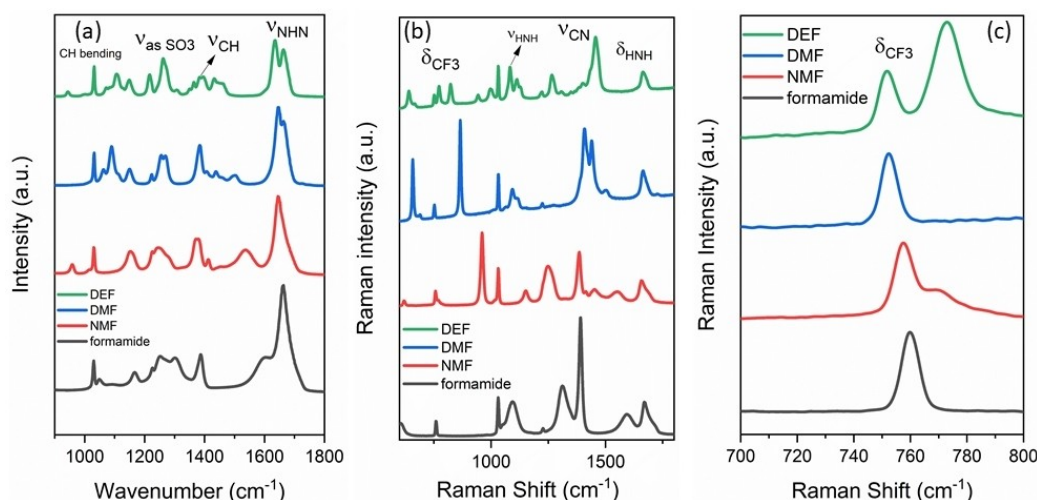 (a)
CH bending
νas SO3
νCH
νNHN
DEF
DMF
NMF
formamide
Intensity (a.u.)
1000 1200 1400 1600 1800
Wavenumber (cm-1)
(b)
δCF3
νHNH
νCN
δHNH
DEF
DMF
NMF
formamide
Raman intensity (a.u.)
1000 1500
Raman Shift (cm-1)
(c)
DEF
DMF
NMF
formamide
δCF3
Raman Intensity (a.u.)
700 720 740 760 780 800
Raman Shift (cm-1)